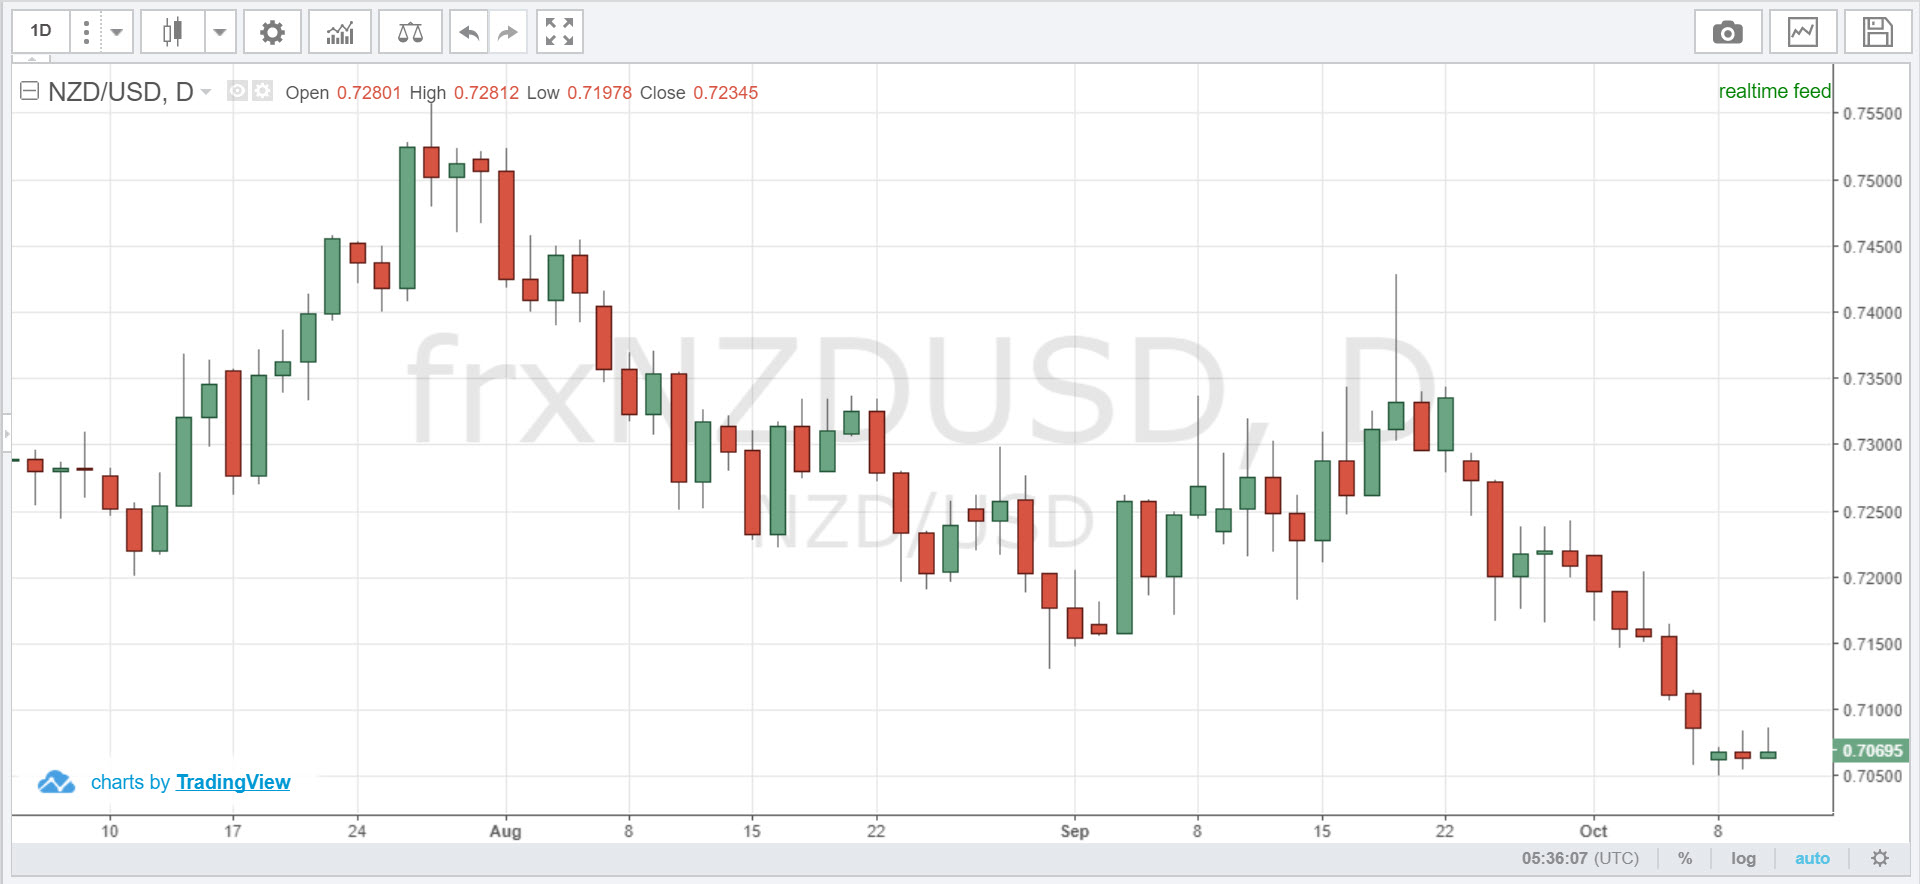 1D
NZD/USD, D Open 0.72801 High 0.72812 Low 0.71978 Close 0.72345
realtime feed
0.75500
0.75000
0.74500
0.74000
0.73500
0.73000
0.72500
0.72000
0.71500
0.71000
0.70695
0.70500
frxNZDUSD, D
NZD/USD
charts by TradingView
10 17 24 Aug 8 15 22 Sep 8 15 22 Oct 8
05:36:07 (UTC) % log auto